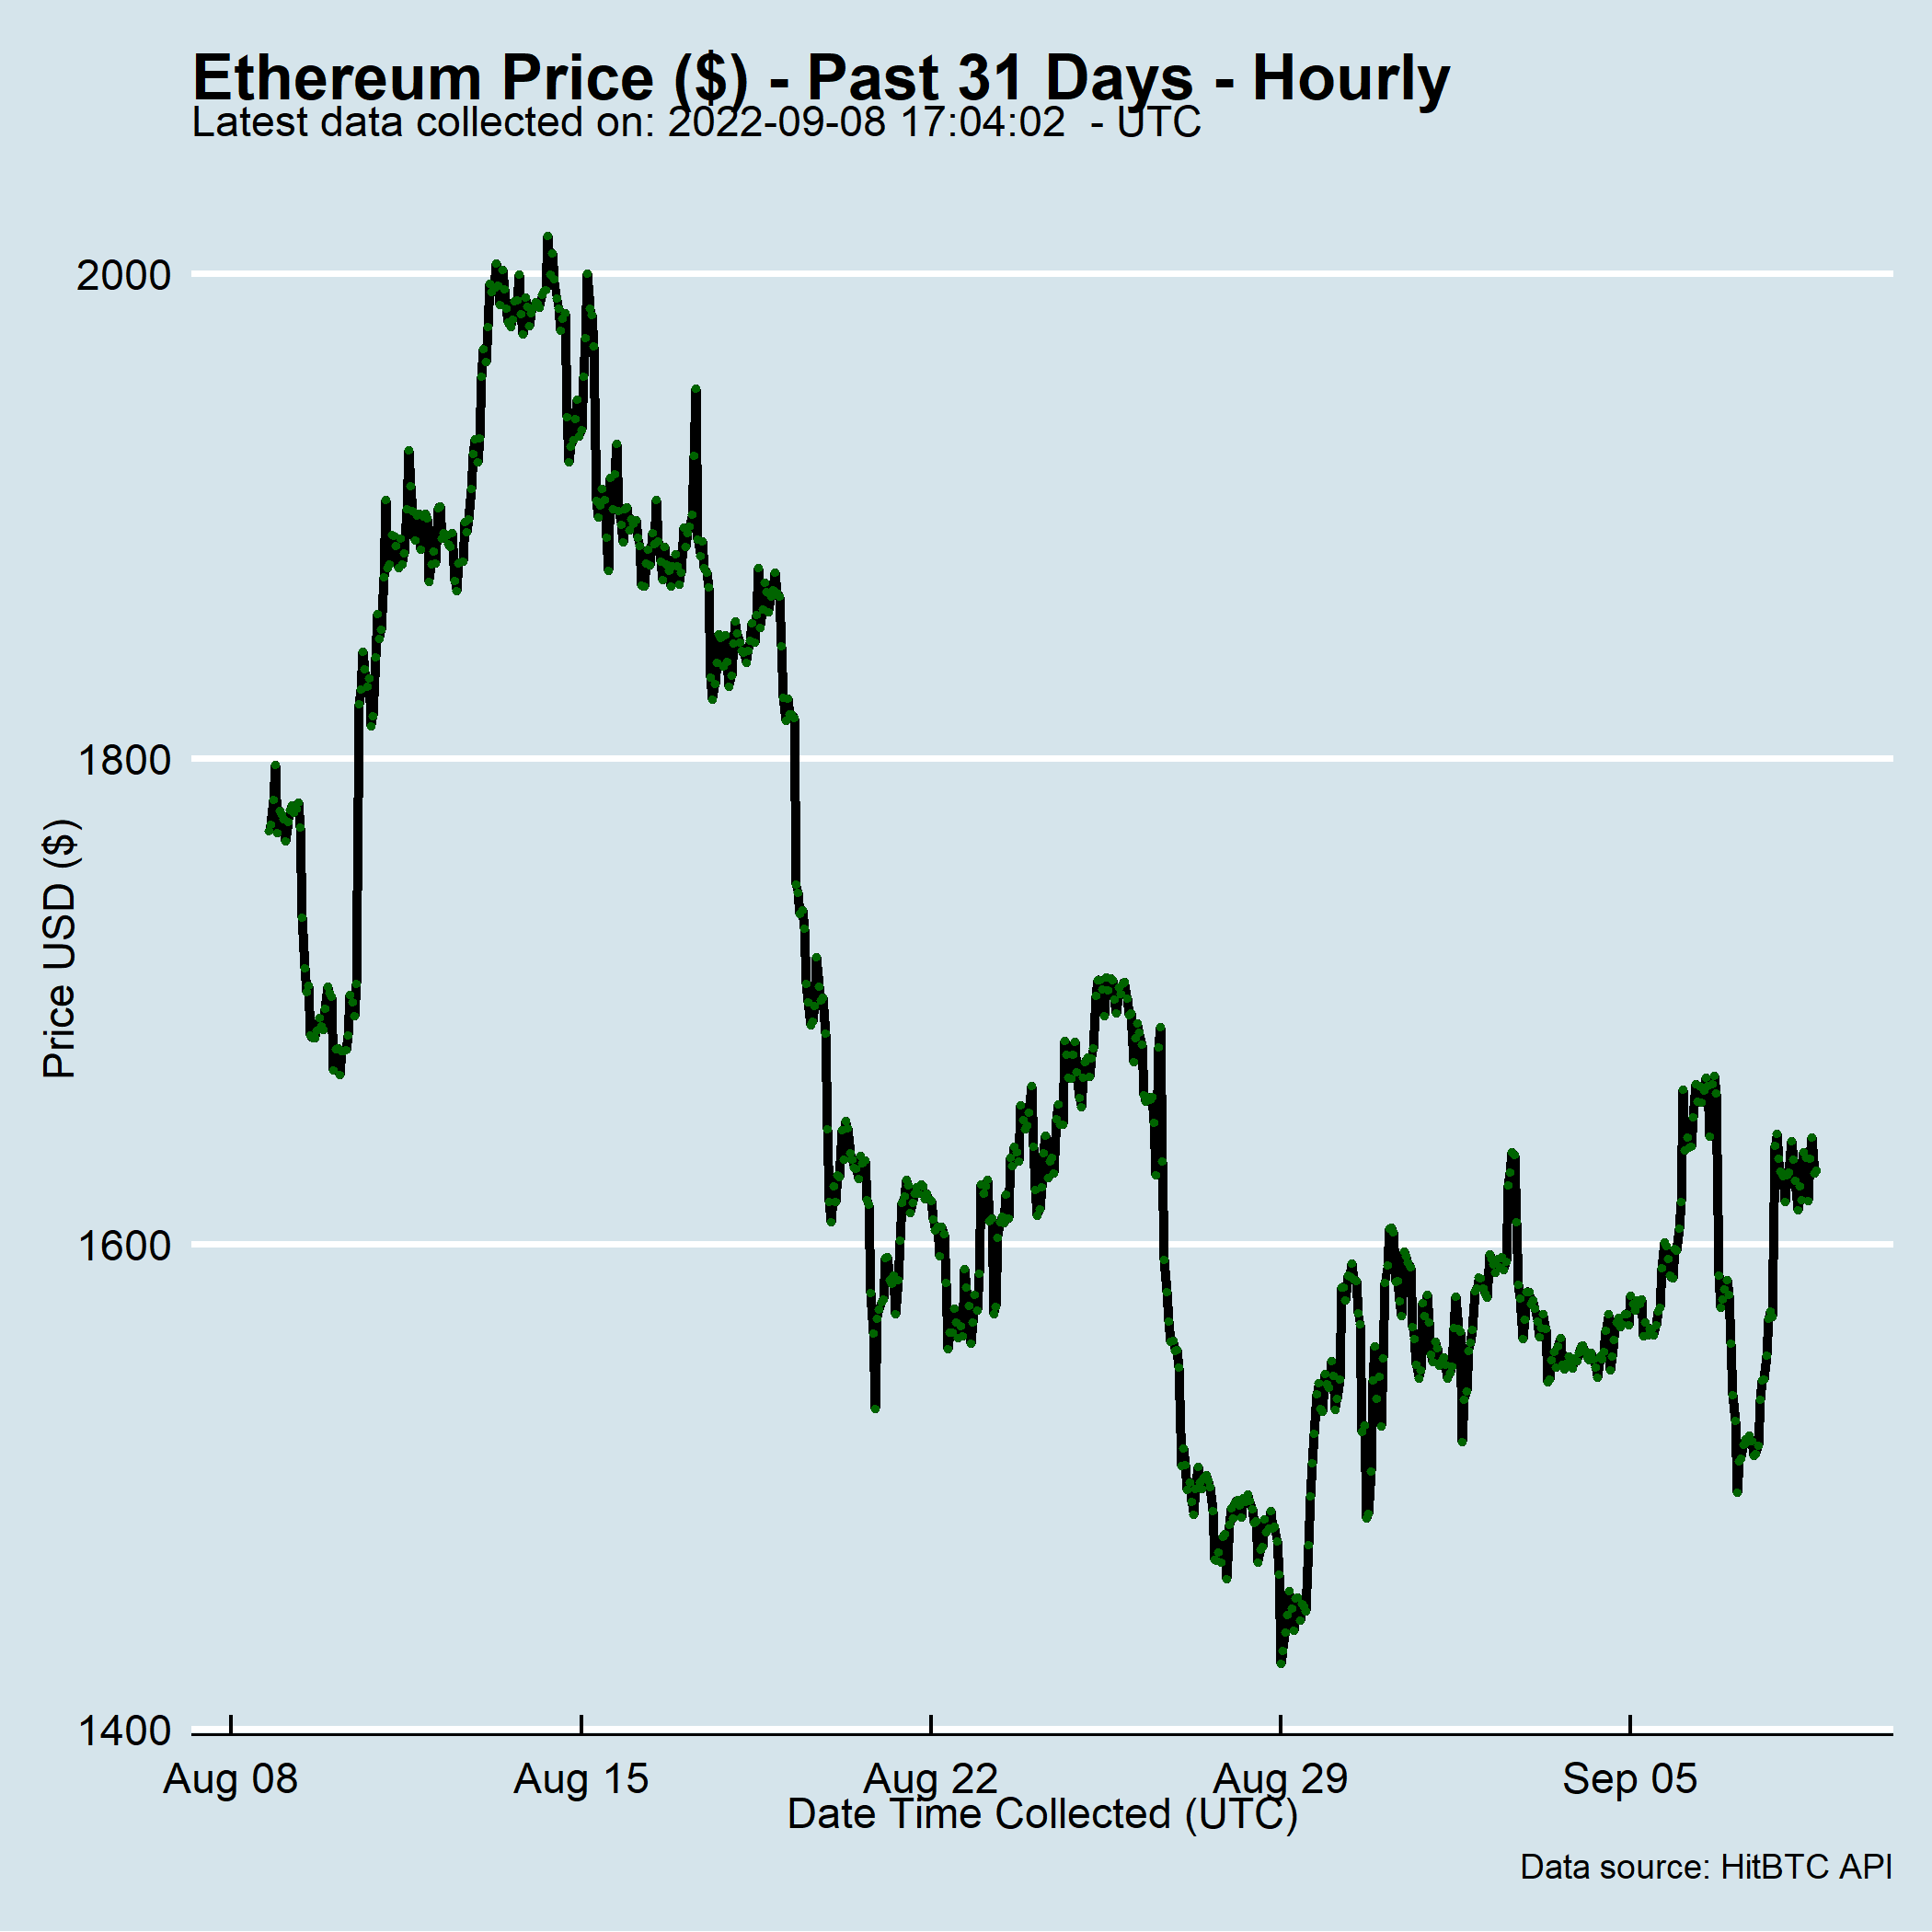 Ethereum Price ($) - Past 31 Days - Hourly
Latest data collected on: 2022-09-08 17:04:02  - UTC
2000
1800
1600
1400
Price USD ($)
Aug 08
Aug 15
Aug 22
Aug 29
Sep 05
Date Time Collected (UTC)
Data source: HitBTC API